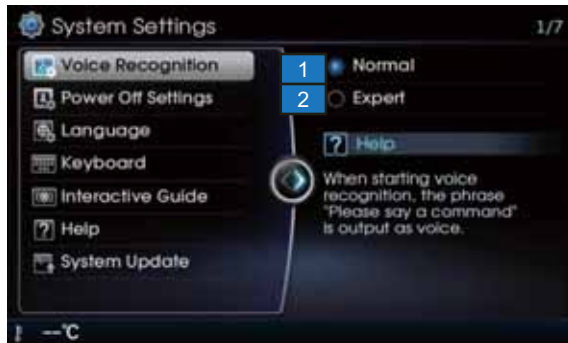 System Settings
1/7
Voice Recognition
Power Off Settings
Language
Keyboard
Interactive Guide
Help
System Update
1
Normal
2
Expert
? Help
When starting voice
recognition, the phrase
"Please say a command"
is output as voice.
--°C